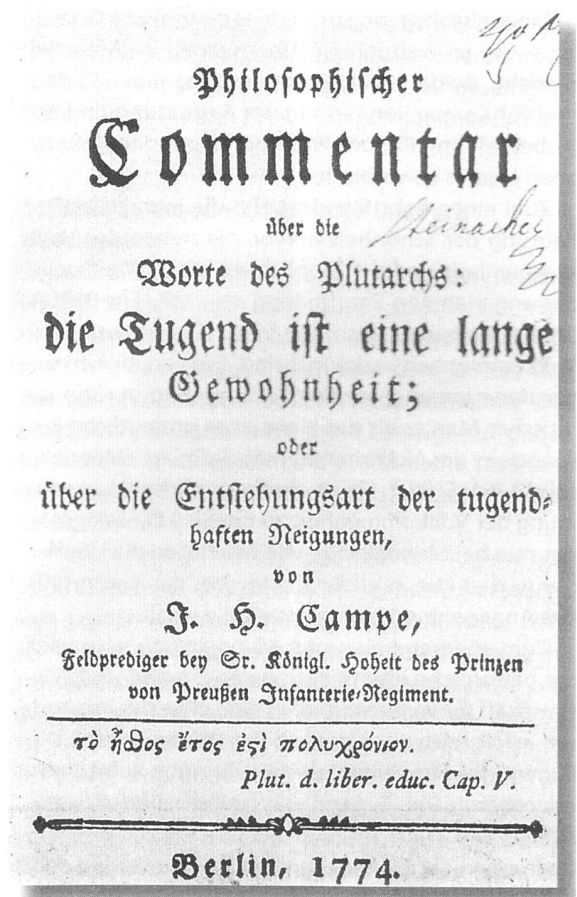 Philosophischer
Commentar
über die
Worte des Plutarchs:
die Tugend ist eine lange
Gewohnheit;
oder
über die Entstehungsart der tugend-
haften Neigungen,
von
J. H. Campe,
Feldprediger bey Sr. Königl. Hoheit des Prinzen
von Preußen Infanterie-Regiment.
τὸ ἦθος ἔτος ἐϛὶ πολυχρόνιον.
Plut. d. liber. educ. Cap. V.
Berlin, 1774.